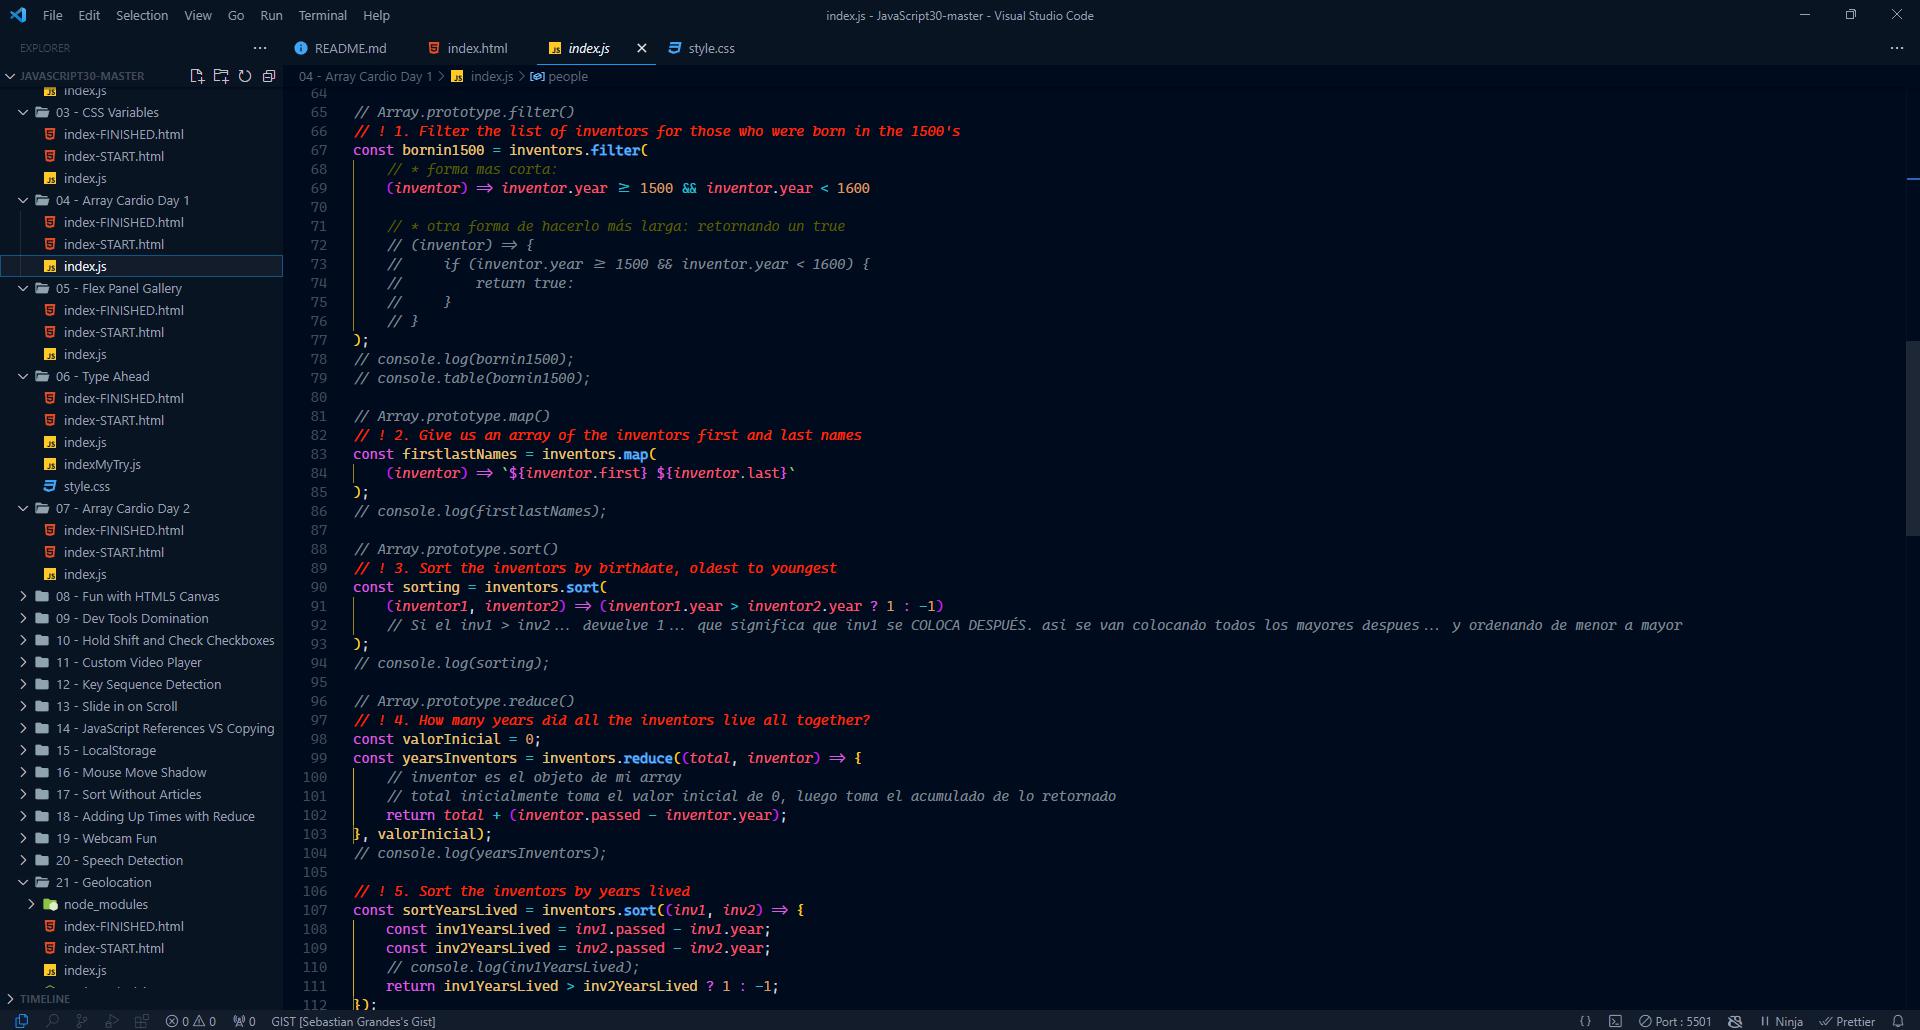 File Edit Selection View Go Run Terminal Help
index.js - JavaScript30-master - Visual Studio Code
EXPLORER
JAVASCRIPT30-MASTER
index.js
03 - CSS Variables
index-FINISHED.html
index-START.html
index.js
04 - Array Cardio Day 1
index-FINISHED.html
index-START.html
index.js
05 - Flex Panel Gallery
index-FINISHED.html
index-START.html
index.js
06 - Type Ahead
index-FINISHED.html
index-START.html
index.js
indexMyTry.js
style.css
07 - Array Cardio Day 2
index-FINISHED.html
index-START.html
index.js
08 - Fun with HTML5 Canvas
09 - Dev Tools Domination
10 - Hold Shift and Check Checkboxes
11 - Custom Video Player
12 - Key Sequence Detection
13 - Slide in on Scroll
14 - JavaScript References VS Copying
15 - LocalStorage
16 - Mouse Move Shadow
17 - Sort Without Articles
18 - Adding Up Times with Reduce
19 - Webcam Fun
20 - Speech Detection
21 - Geolocation
node_modules
index-FINISHED.html
index-START.html
index.js
TIMELINE
README.md index.html index.js style.css
04 - Array Cardio Day 1 > index.js > people
64
65 // Array.prototype.filter()
66 // ! 1. Filter the list of inventors for those who were born in the 1500's
67 const bornin1500 = inventors.filter(
68 // * forma mas corta:
69 (inventor) => inventor.year ≥ 1500 && inventor.year < 1600
70
71 // * otra forma de hacerlo más larga: retornando un true
72 // (inventor) => {
73 //     if (inventor.year ≥ 1500 && inventor.year < 1600) {
74 //         return true:
75 //     }
76 // }
77 );
78 // console.log(bornin1500);
79 // console.table(bornin1500);
80
81 // Array.prototype.map()
82 // ! 2. Give us an array of the inventors first and last names
83 const firstlastNames = inventors.map(
84 (inventor) => `${inventor.first} ${inventor.last}`
85 );
86 // console.log(firstlastNames);
87
88 // Array.prototype.sort()
89 // ! 3. Sort the inventors by birthdate, oldest to youngest
90 const sorting = inventors.sort(
91 (inventor1, inventor2) => (inventor1.year > inventor2.year ? 1 : -1)
92 // Si el inv1 > inv2... devuelve 1... que significa que inv1 se COLOCA DESPUÉS. asi se van colocando todos los mayores despues... y ordenando de menor a mayor
93 );
94 // console.log(sorting);
95
96 // Array.prototype.reduce()
97 // ! 4. How many years did all the inventors live all together?
98 const valorInicial = 0;
99 const yearsInventors = inventors.reduce((total, inventor) => {
100 // inventor es el objeto de mi array
101 // total inicialmente toma el valor inicial de 0, luego toma el acumulado de lo retornado
102 return total + (inventor.passed - inventor.year);
103 }, valorInicial);
104 // console.log(yearsInventors);
105
106 // ! 5. Sort the inventors by years lived
107 const sortYearsLived = inventors.sort((inv1, inv2) => {
108 const inv1YearsLived = inv1.passed - inv1.year;
109 const inv2YearsLived = inv2.passed - inv2.year;
110 // console.log(inv1YearsLived);
111 return inv1YearsLived > inv2YearsLived ? 1 : -1;
112 });
0 0 0 GIST [Sebastian Grandes's Gist] {} Port : 5501 Ninja Prettier